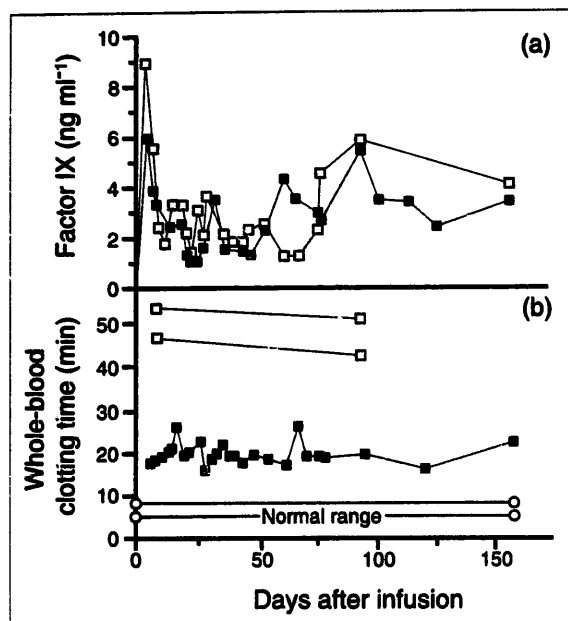 (a)
Factor IX (ng ml⁻¹)
10
8
6
4
2
0
(b)
Whole-blood
clotting time (min)
50
40
30
20
10
0
Normal range
0
50
100
150
Days after infusion